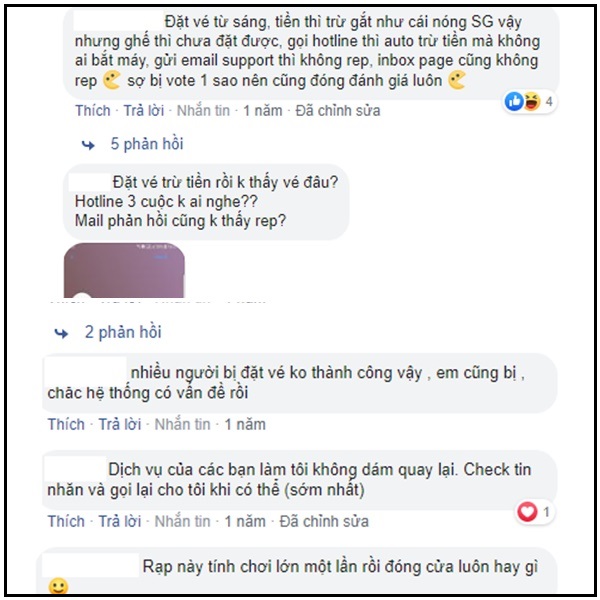 Đặt vé từ sáng, tiền thì trừ gắt như cái nóng SG vậy
nhưng ghế thì chưa đặt được, gọi hotline thì auto trừ tiền mà không
ai bắt máy, gửi email support thì không rep, inbox page cũng không
rep sợ bị vote 1 sao nên cũng đóng đánh giá luôn
4
Thích · Trả lời · Nhắn tin · 1 năm · Đã chỉnh sửa
5 phản hồi
Đặt vé trừ tiền rồi k thấy vé đâu?
Hotline 3 cuộc k ai nghe??
Mail phản hồi cũng k thấy rep?
2 phản hồi
nhiều người bị đặt vé ko thành công vậy , em cũng bị ,
chăc hệ thống có vấn đề rồi
Thích · Trả lời · Nhắn tin · 1 năm
Dịch vụ của các bạn làm tôi không dám quay lại. Check tin
nhắn và gọi lại cho tôi khi có thể (sớm nhất)
1
Thích · Trả lời · Nhắn tin · 1 năm · Đã chỉnh sửa
Rạp này tính chơi lớn một lần rồi đóng cửa luôn hay gì